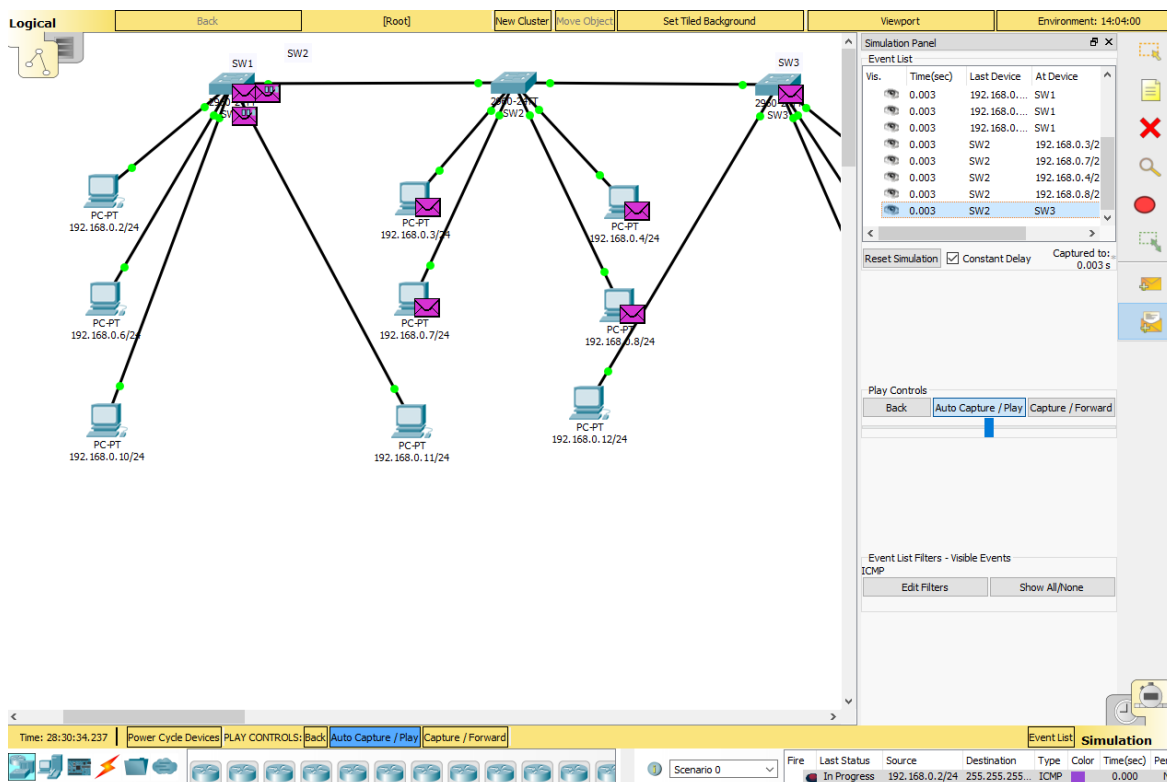 Logical
Back
[Root]
New Cluster
Move Object
Set Tiled Background
Viewport
Environment: 14:04:00
SW1
SW2
SW3
2960-24TT
SW2
SW3
PC-PT
192.168.0.2/24
PC-PT
192.168.0.3/24
PC-PT
192.168.0.4/24
PC-PT
192.168.0.6/24
PC-PT
192.168.0.7/24
PC-PT
192.168.0.8/24
PC-PT
192.168.0.10/24
PC-PT
192.168.0.11/24
PC-PT
192.168.0.12/24
Simulation Panel
Event List
Vis. Time(sec) Last Device At Device
0.003 192.168.0.... SW1
0.003 192.168.0.... SW1
0.003 192.168.0.... SW1
0.003 SW2 192.168.0.3/2
0.003 SW2 192.168.0.7/2
0.003 SW2 192.168.0.4/2
0.003 SW2 192.168.0.8/2
0.003 SW2 SW3
Reset Simulation
Constant Delay
Captured to:
0.003 s
Play Controls
Back
Auto Capture / Play
Capture / Forward
Event List Filters - Visible Events
ICMP
Edit Filters
Show All/None
Time: 28:30:34.237
Power Cycle Devices
PLAY CONTROLS:
Back
Auto Capture / Play
Capture / Forward
Event List
Simulation
Scenario 0
Fire Last Status Source Destination Type Color Time(sec) Per
In Progress 192.168.0.2/24 255.255.255... ICMP 0.000